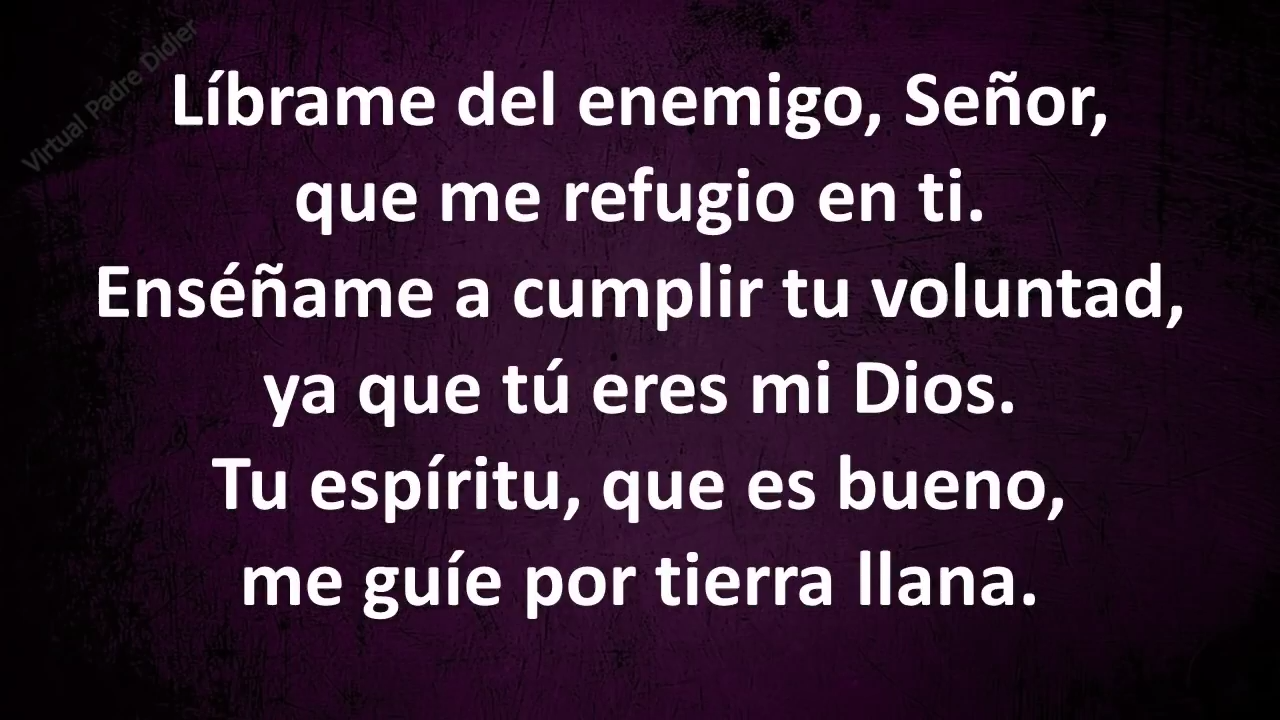 Virtual Padre Didier
Líbrame del enemigo, Señor,
que me refugio en ti.
Enséñame a cumplir tu voluntad,
ya que tú eres mi Dios.
Tu espíritu, que es bueno,
me guíe por tierra llana.